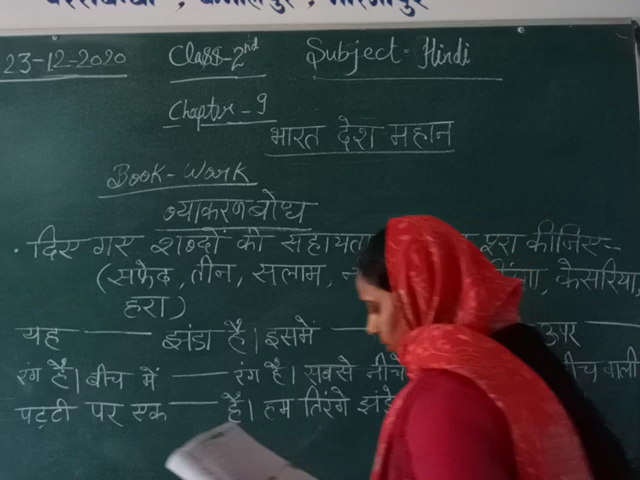 23-12-2020 Class-2nd Subject- Hindi
Chapter-9
भारत देश महान
Book-Work
व्याकरणबोध
• दिए गए शब्दों की सहायता पूरा कीजिए-
(सफेद, तीन, सलाम, केसरिया,
हरा)
यह —— झंडा है। इसमें —— ऊपर ——
रंग है। बीच में —— रंग है। सबसे नीचे बीच वाली
पट्टी पर एक —— है। हम तिरंगे झंडे